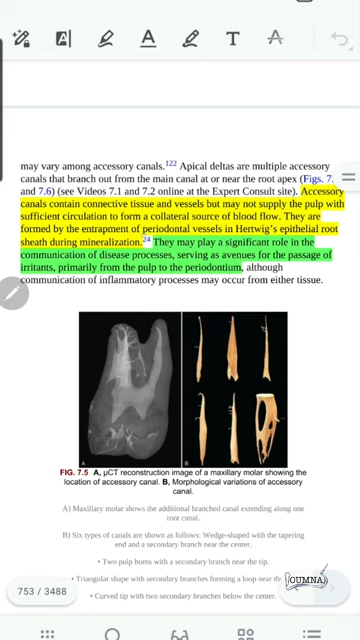 may vary among accessory canals.122 Apical deltas are multiple accessory
canals that branch out from the main canal at or near the root apex (Figs. 7.
and 7.6) (see Videos 7.1 and 7.2 online at the Expert Consult site). Accessory
canals contain connective tissue and vessels but may not supply the pulp with
sufficient circulation to form a collateral source of blood flow. They are
formed by the entrapment of periodontal vessels in Hertwig's epithelial root
sheath during mineralization.24 They may play a significant role in the
communication of disease processes, serving as avenues for the passage of
irritants, primarily from the pulp to the periodontium, although
communication of inflammatory processes may occur from either tissue.
A
B
FIG. 7.5 A, μCT reconstruction image of a maxillary molar showing the
location of accessory canal. B, Morphological variations of accessory
canal.
A) Maxillary molar shows the additional branched canal extending along one
root canal.
B) Six types of canals are shown as follows: Wedge-shaped with the tapering
end and a secondary branch near the center.
• Two pulp horns with a secondary branch near the tip.
• Triangular shape with secondary branches forming a loop near the
• Curved tip with two secondary branches below the center.
753 / 3488
OUMNA